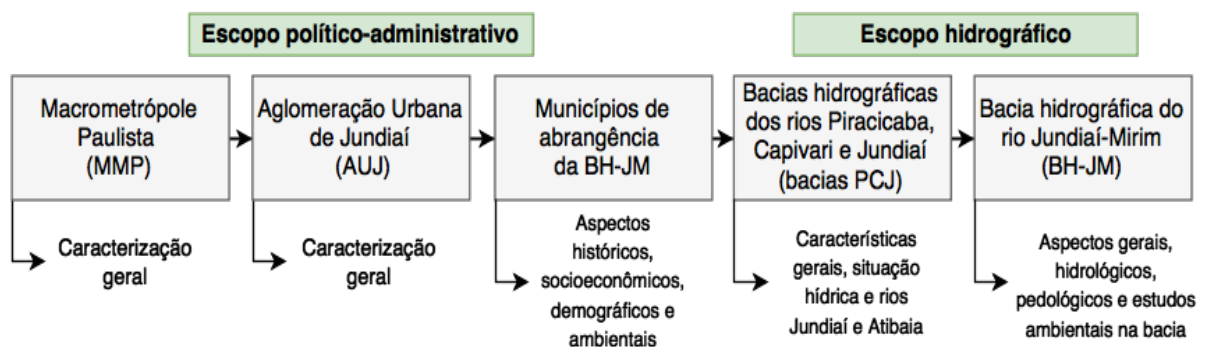 Escopo político-administrativo
Escopo hidrográfico
Macrometrópole
Paulista
(MMP)
Aglomeração Urbana
de Jundiaí
(AUJ)
Municípios de
abrangência
da BH-JM
Bacias hidrográficas
dos rios Piracicaba,
Capivari e Jundiaí
(bacias PCJ)
Bacia hidrográfica do
rio Jundiaí-Mirim
(BH-JM)
Caracterização
geral
Caracterização
geral
Aspectos
históricos,
socioeconômicos,
demográficos e
ambientais
Características
gerais, situação
hídrica e rios
Jundiaí e Atibaia
Aspectos gerais,
hidrológicos,
pedológicos e estudos
ambientais na bacia